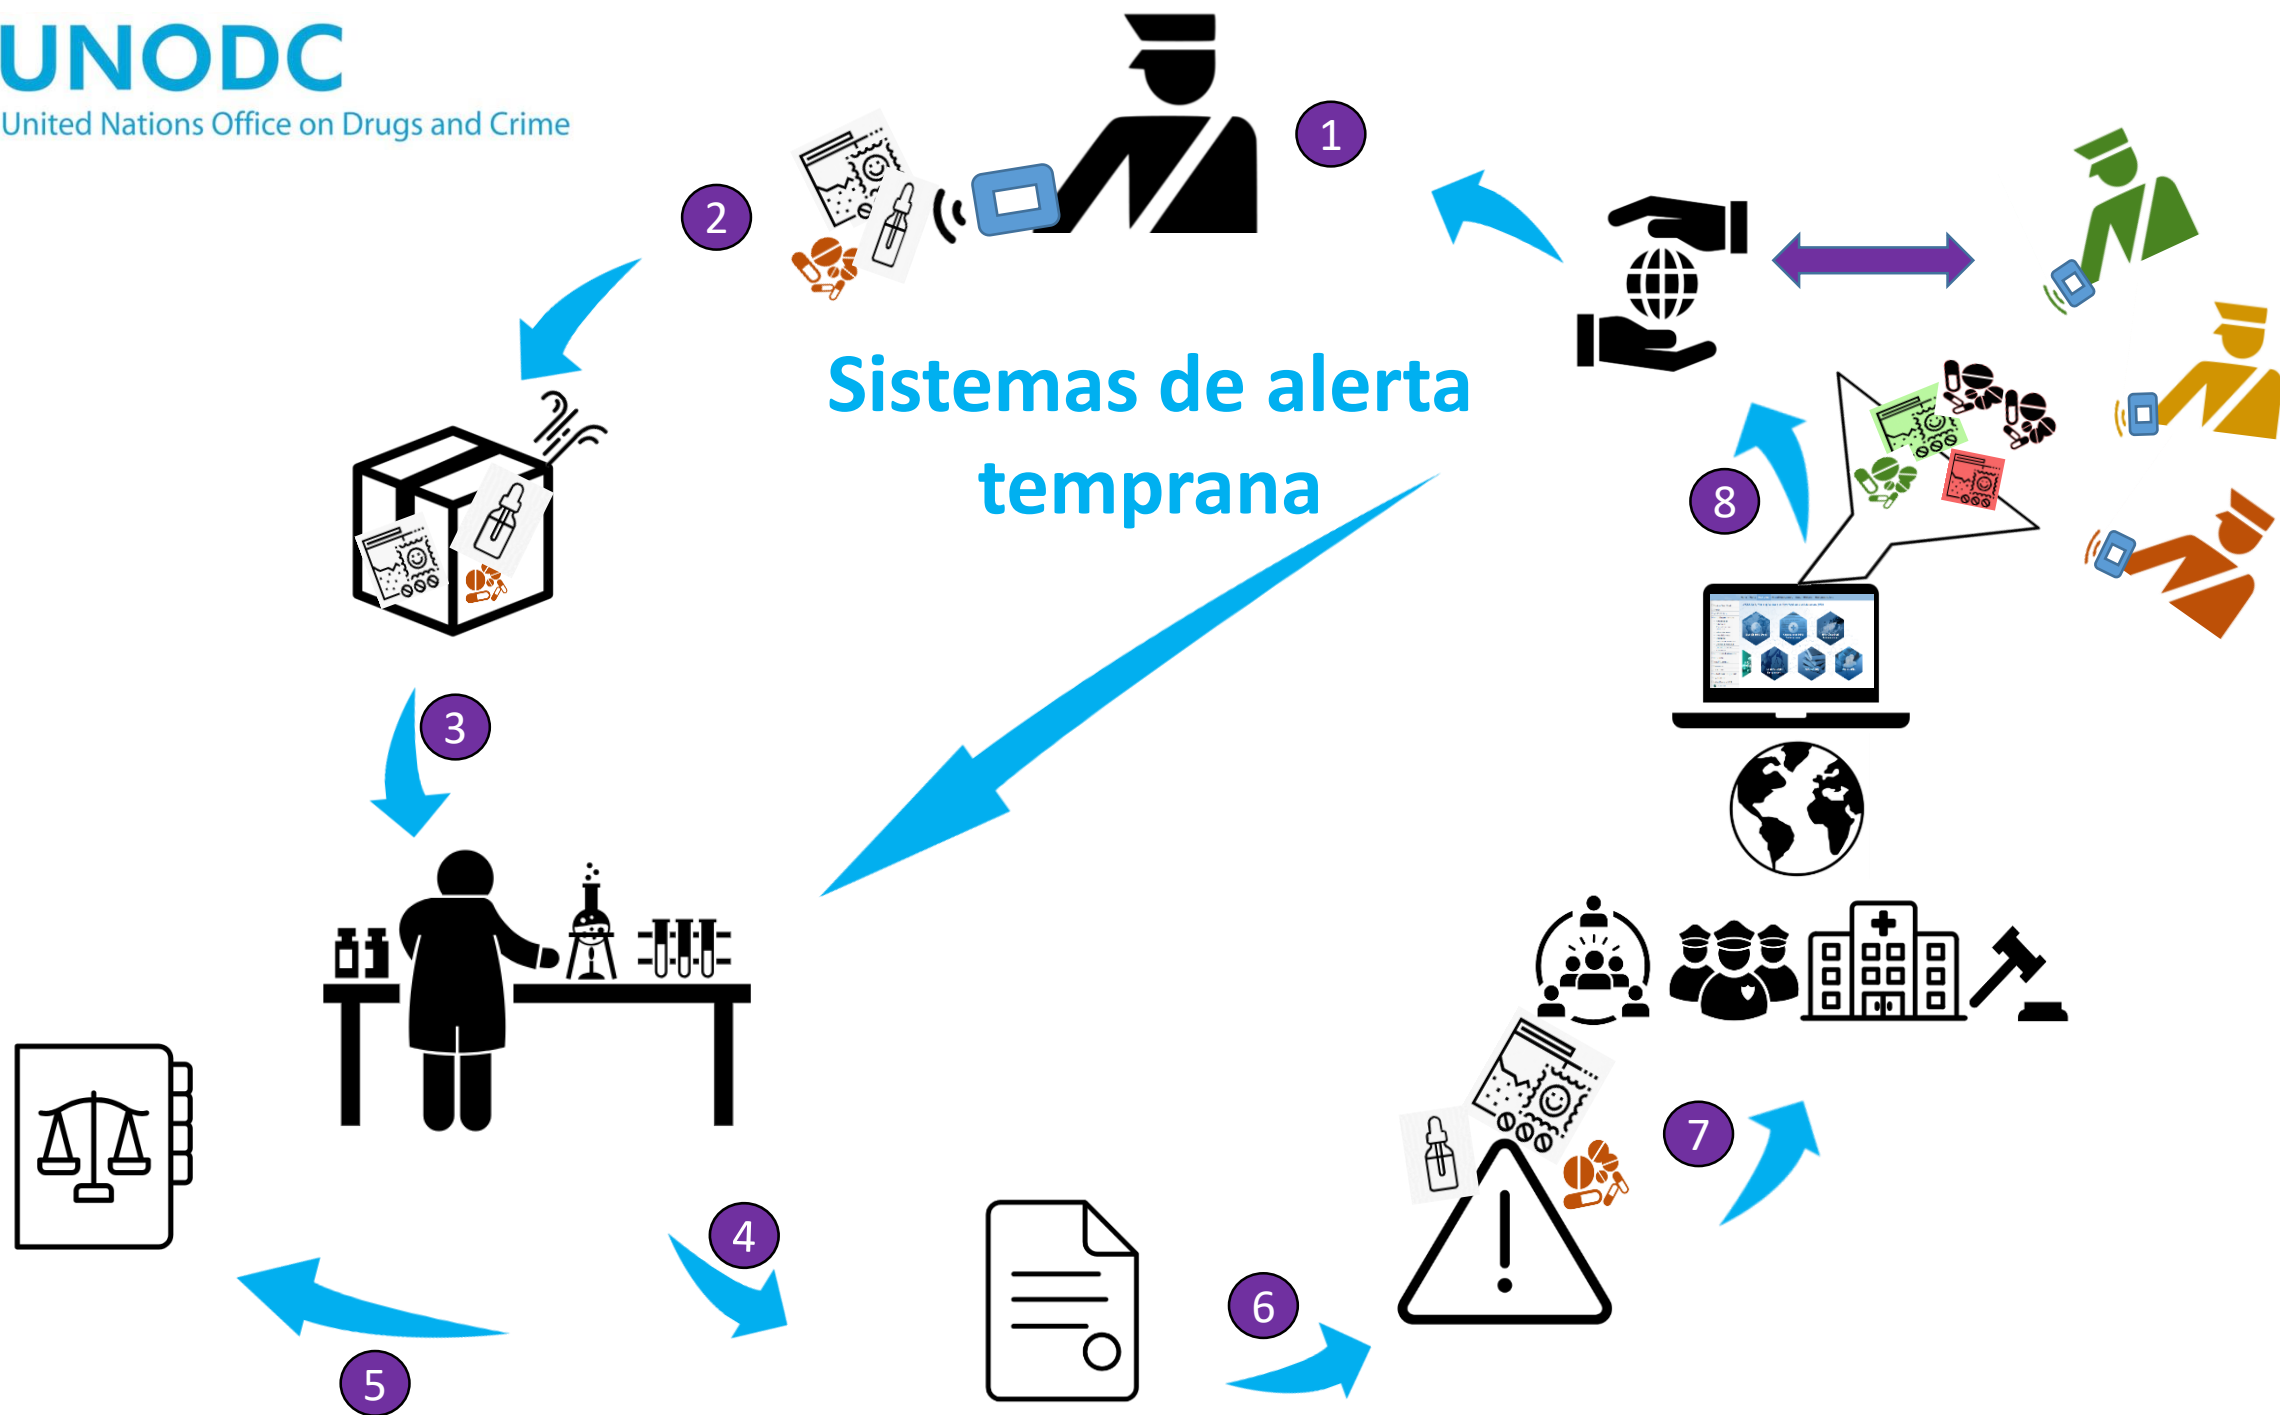 UNODC
United Nations Office on Drugs and Crime
1
2
Sistemas de alerta
temprana
8
3
7
4
6
5